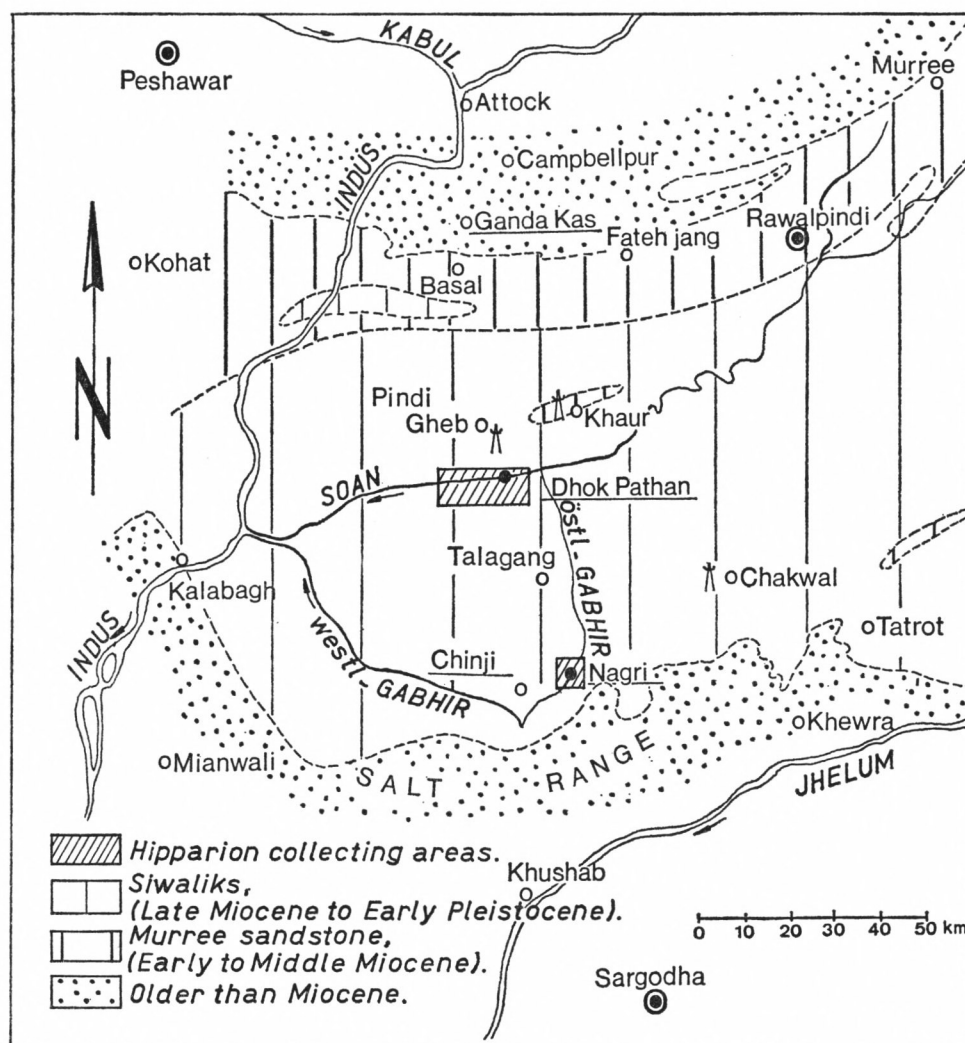 KABUL
Peshawar
Murree
Attock
Campbellpur
INDUS
Ganda Kas
Rawalpindi
Fateh jang
Kohat
Basal
N
Pindi
Gheb
Khaur
SOAN
Dhok Pathan
östl-GABHIR
Talagang
Chakwal
Kalabagh
INDUS
westl-GABHIR
Tatrot
Chinji
Nagri
Khewra
Mianwali
SALT RANGE
JHELUM
Hipparion collecting areas.
Khushab
Siwaliks,
(Late Miocene to Early Pleistocene).
Murree sandstone,
(Early to Middle Miocene).
0 10 20 30 40 50 km
Older than Miocene.
Sargodha